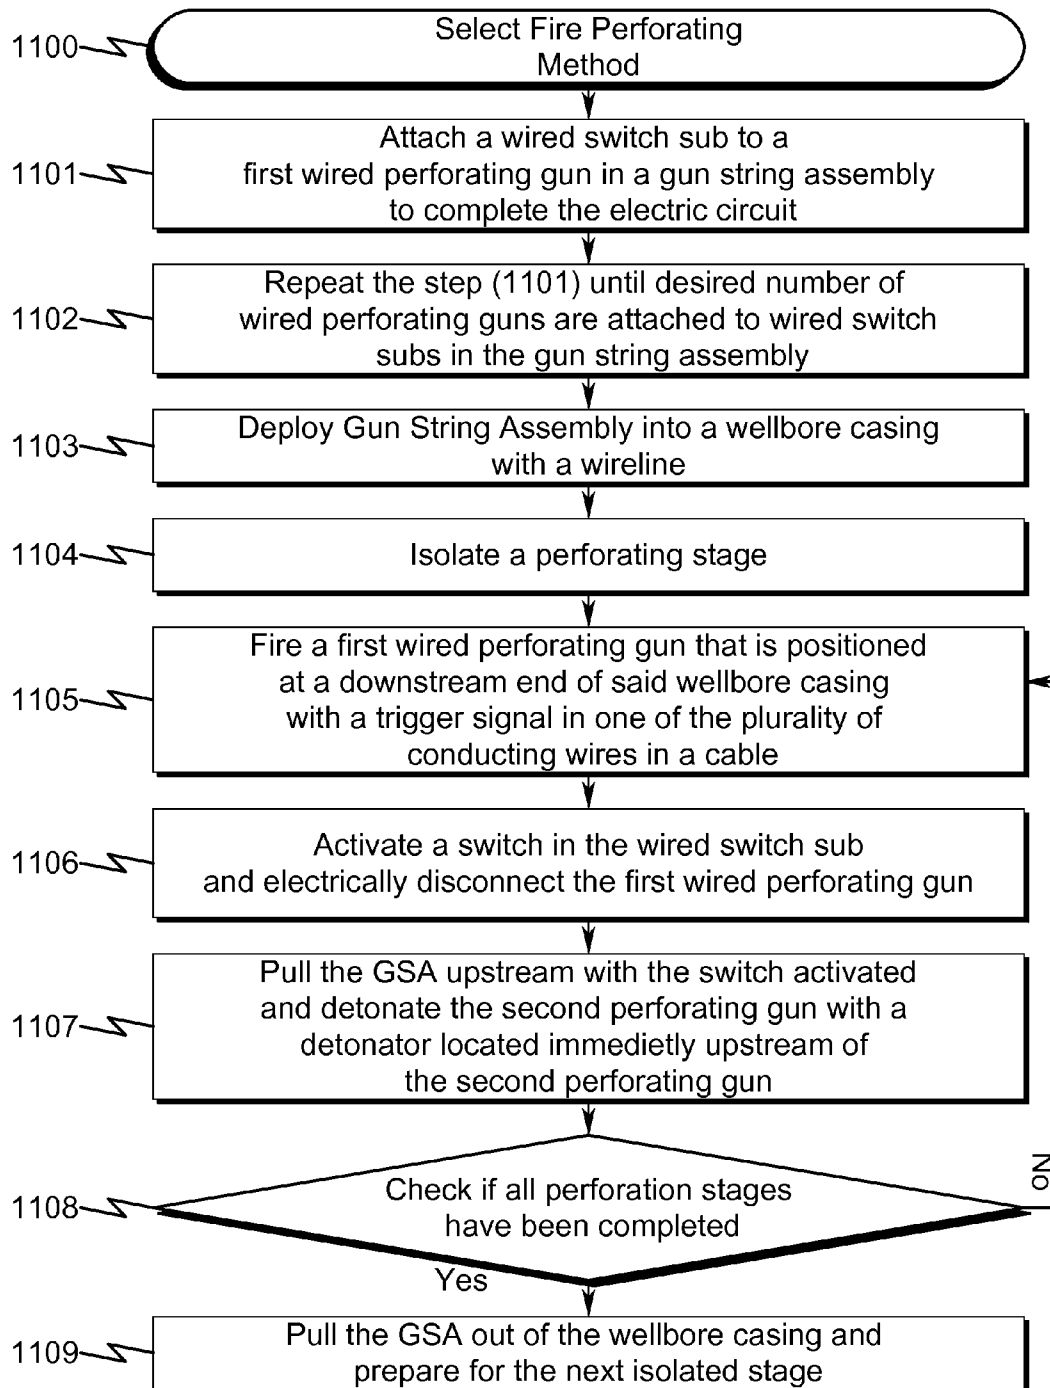 1100
Select Fire Perforating
Method
1101
Attach a wired switch sub to a
first wired perforating gun in a gun string assembly
to complete the electric circuit
1102
Repeat the step (1101) until desired number of
wired perforating guns are attached to wired switch
subs in the gun string assembly
1103
Deploy Gun String Assembly into a wellbore casing
with a wireline
1104
Isolate a perforating stage
1105
Fire a first wired perforating gun that is positioned
at a downstream end of said wellbore casing
with a trigger signal in one of the plurality of
conducting wires in a cable
1106
Activate a switch in the wired switch sub
and electrically disconnect the first wired perforating gun
1107
Pull the GSA upstream with the switch activated
and detonate the second perforating gun with a
detonator located immedietly upstream of
the second perforating gun
1108
Check if all perforation stages
have been completed
No
Yes
1109
Pull the GSA out of the wellbore casing and
prepare for the next isolated stage